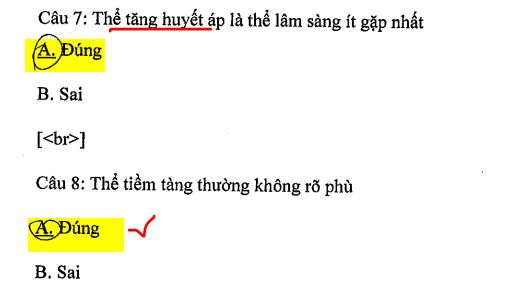 Câu 7: Thể tăng huyết áp là thể lâm sàng ít gặp nhất
A. Đúng
B. Sai
[<br>]
Câu 8: Thể tiềm tàng thường không rõ phù
A. Đúng
B. Sai